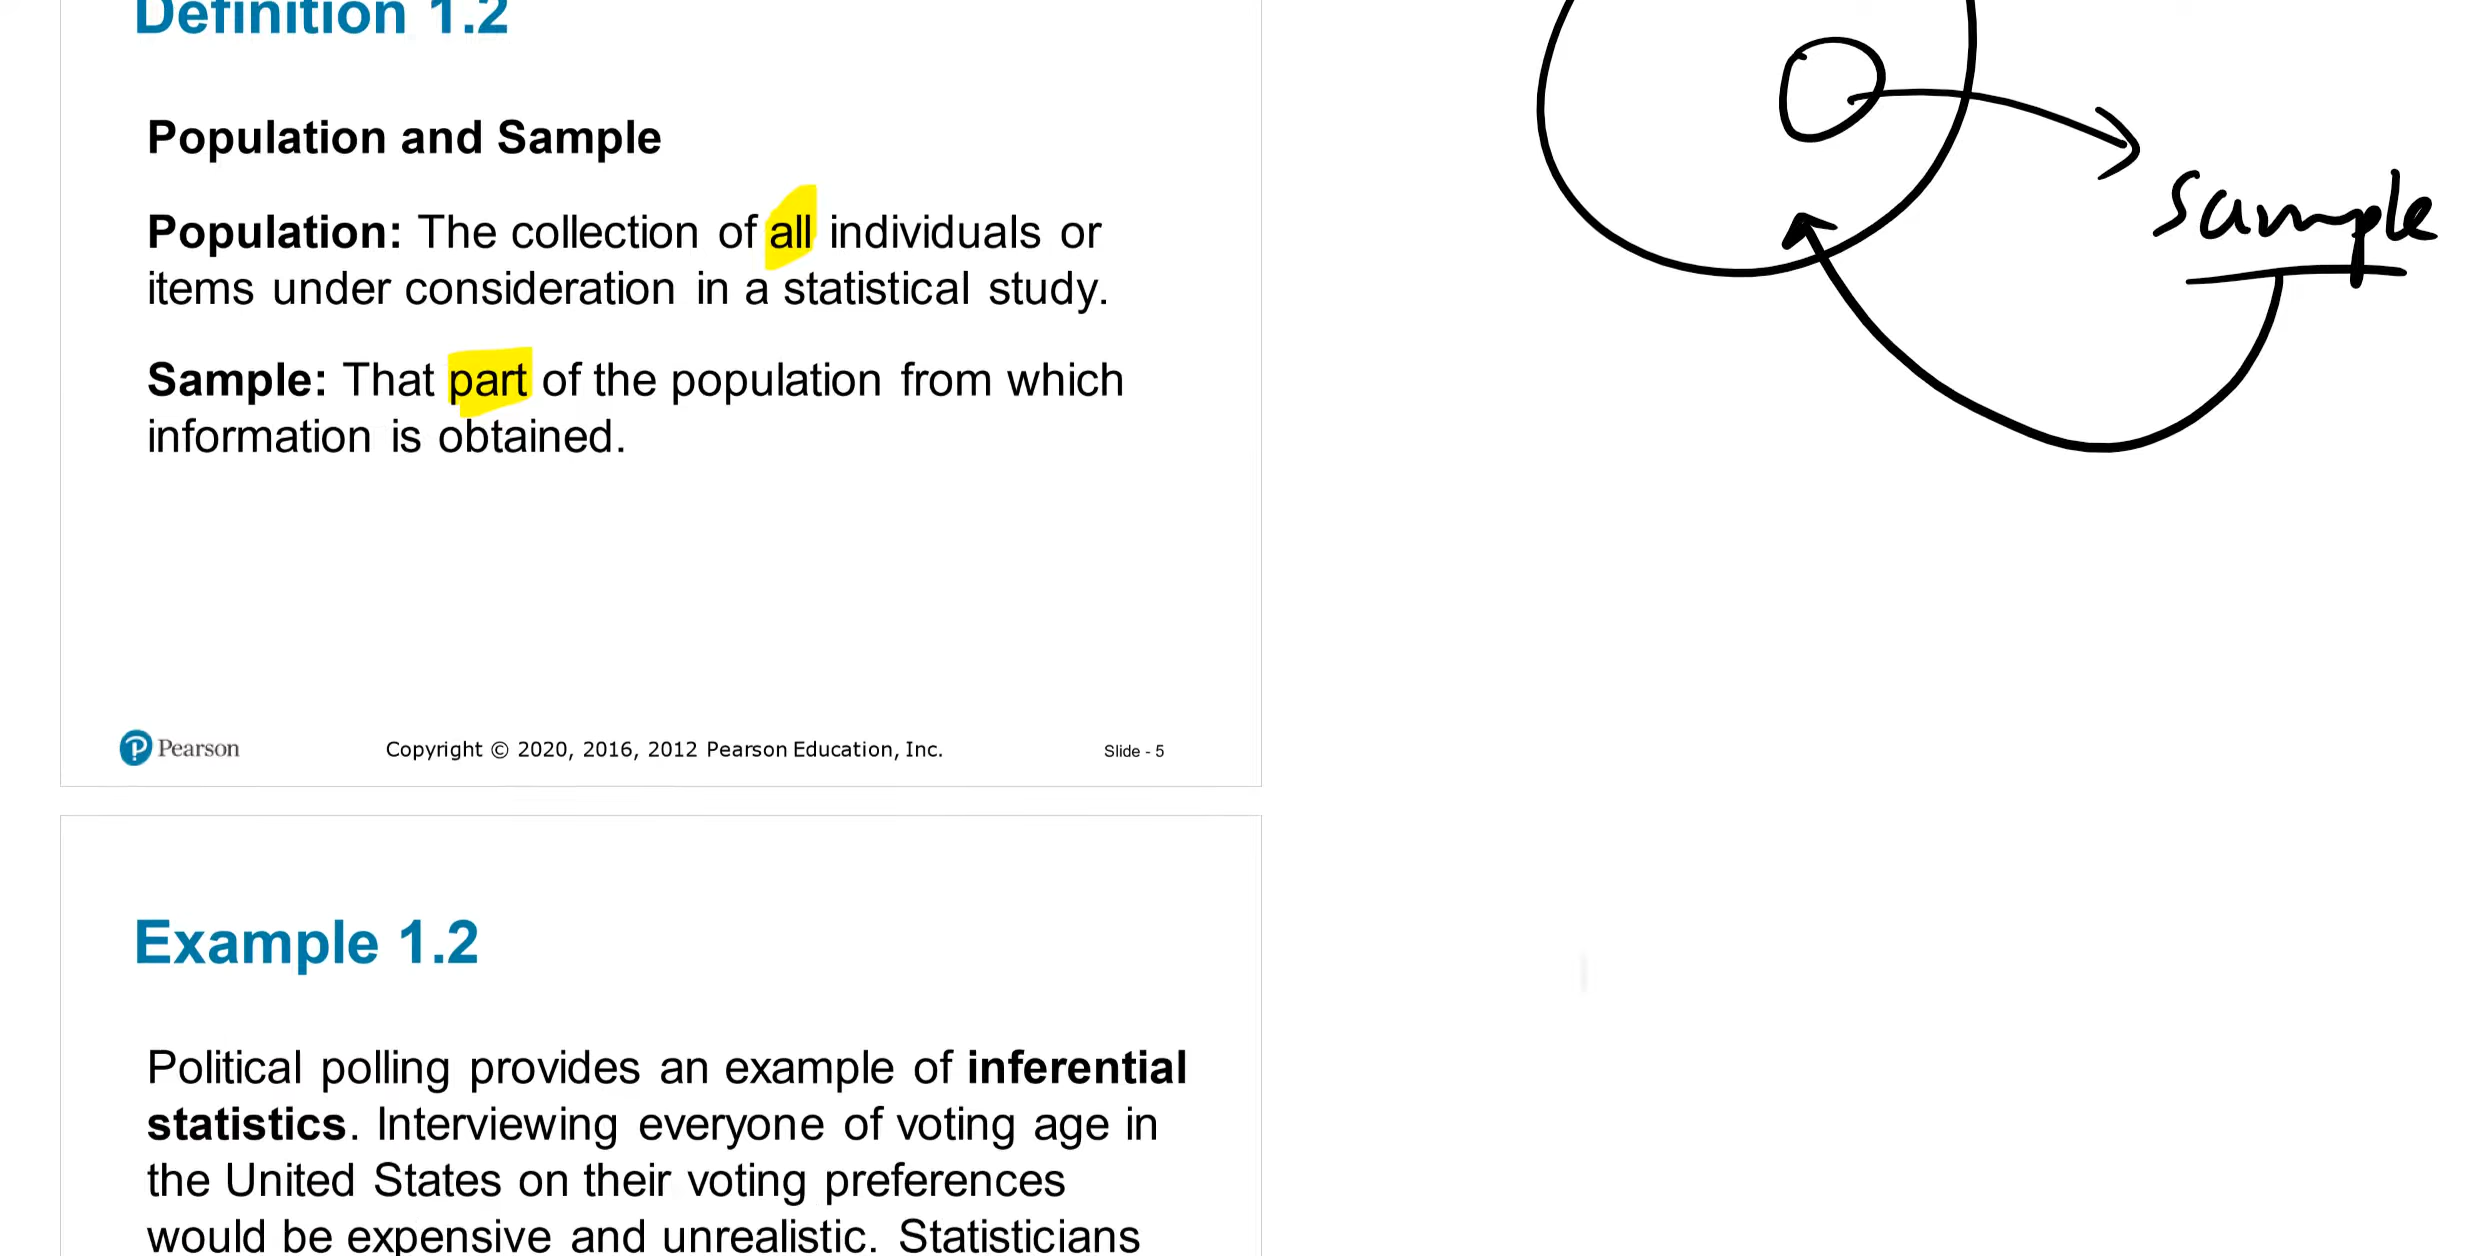 Definition 1.2
Population and Sample
Population: The collection of all individuals or
items under consideration in a statistical study.
Sample: That part of the population from which
information is obtained.
Pearson
Copyright © 2020, 2016, 2012 Pearson Education, Inc.
Slide - 5
sample
Example 1.2
Political polling provides an example of inferential
statistics. Interviewing everyone of voting age in
the United States on their voting preferences
would be expensive and unrealistic. Statisticians